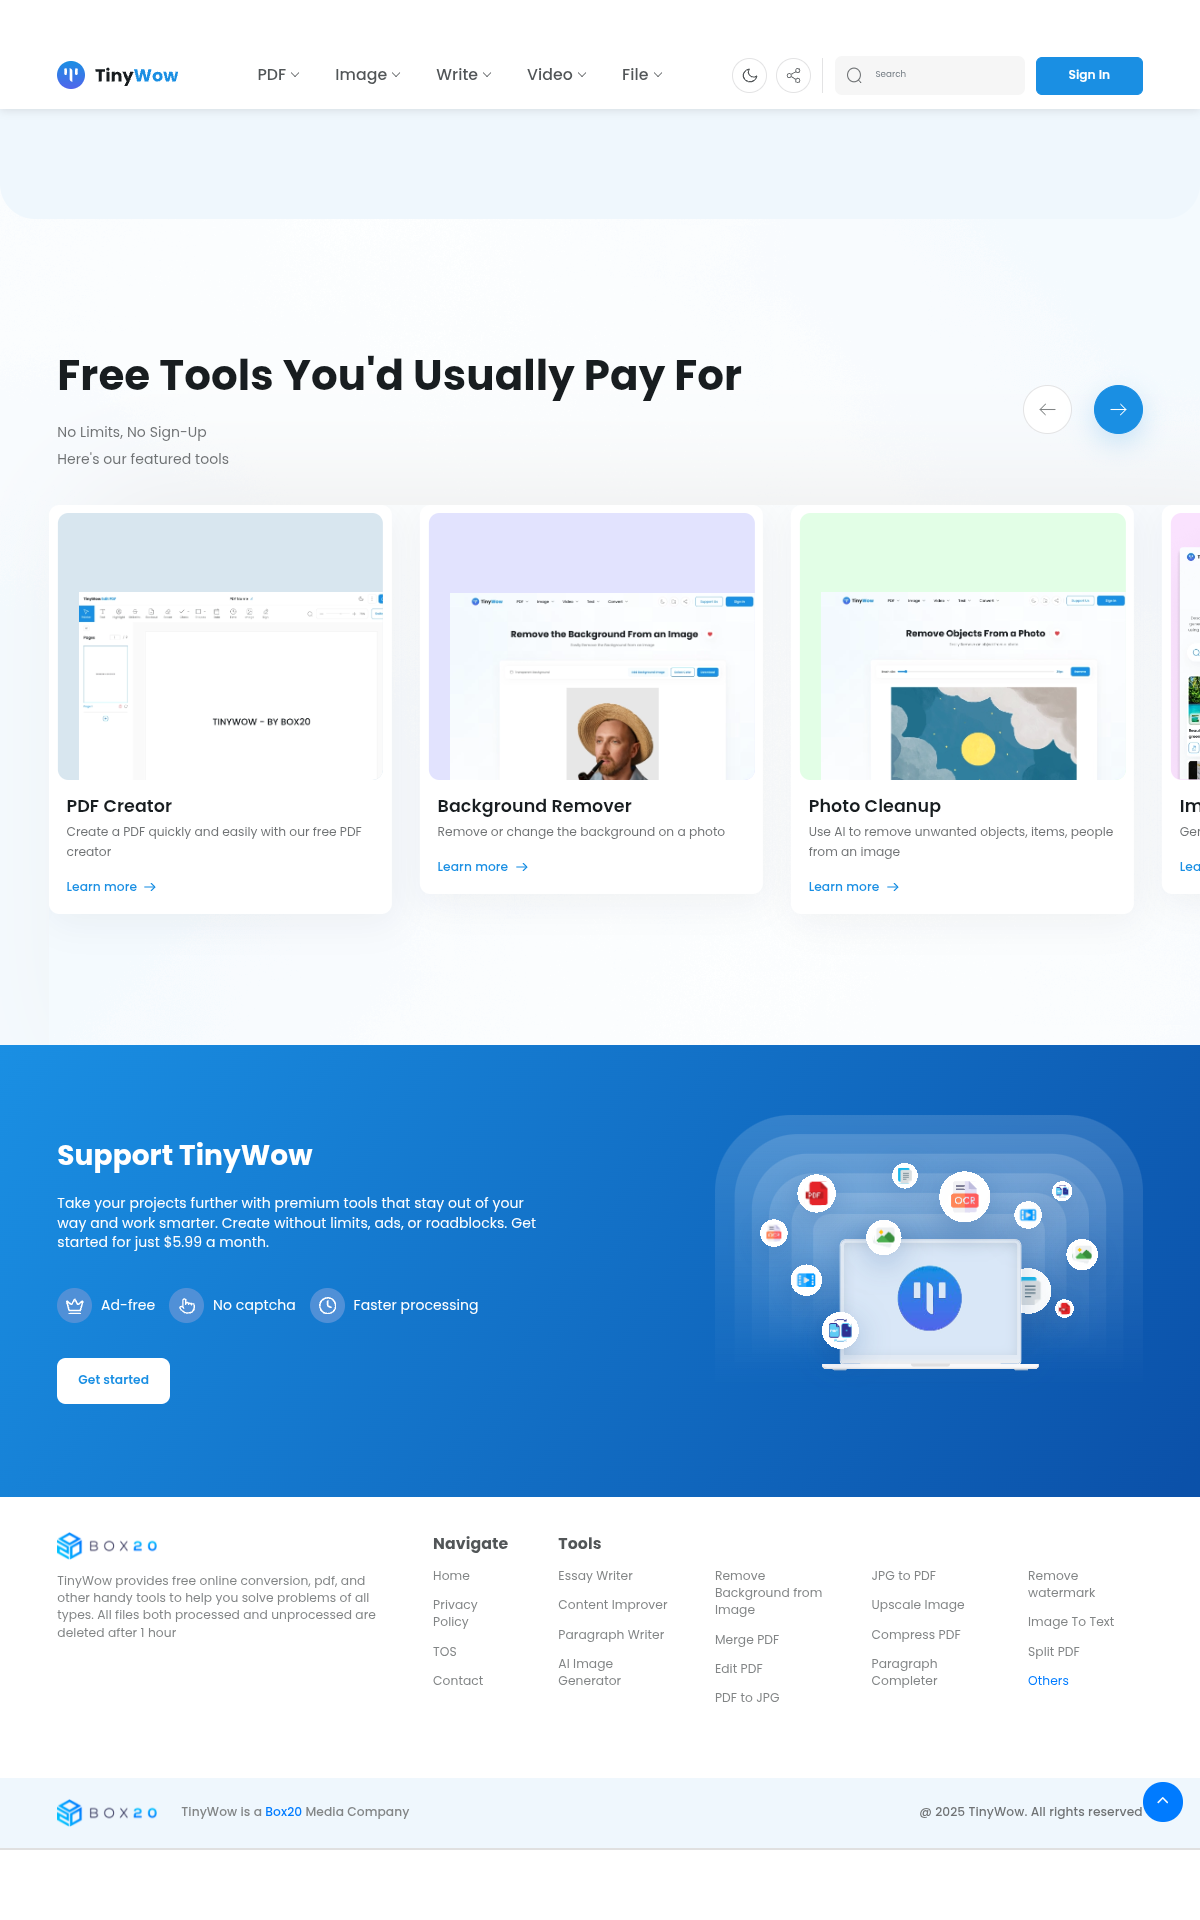 TinyWow
PDF
Image
Write
Video
File
Search
Sign In
Free Tools You'd Usually Pay For
No Limits, No Sign-Up
Here's our featured tools
TINYWOW - BY BOX20
TinyWow
Remove the Background From an Image
TinyWow
Remove Objects From a Photo
PDF Creator
Create a PDF quickly and easily with our free PDF
creator
Learn more
Background Remover
Remove or change the background on a photo
Learn more
Photo Cleanup
Use AI to remove unwanted objects, items, people
from an image
Learn more
Im
Ger
Lea
Support TinyWow
Take your projects further with premium tools that stay out of your
way and work smarter. Create without limits, ads, or roadblocks. Get
started for just $5.99 a month.
Ad-free
No captcha
Faster processing
Get started
PDF
OCR
BOX20
TinyWow provides free online conversion, pdf, and
other handy tools to help you solve problems of all
types. All files both processed and unprocessed are
deleted after 1 hour
Navigate
Home
Privacy
Policy
TOS
Contact
Tools
Essay Writer
Content Improver
Paragraph Writer
AI Image
Generator
Remove
Background from
Image
Merge PDF
Edit PDF
PDF to JPG
JPG to PDF
Upscale Image
Compress PDF
Paragraph
Completer
Remove
watermark
Image To Text
Split PDF
Others
BOX20
TinyWow is a Box20 Media Company
@ 2025 TinyWow. All rights reserved